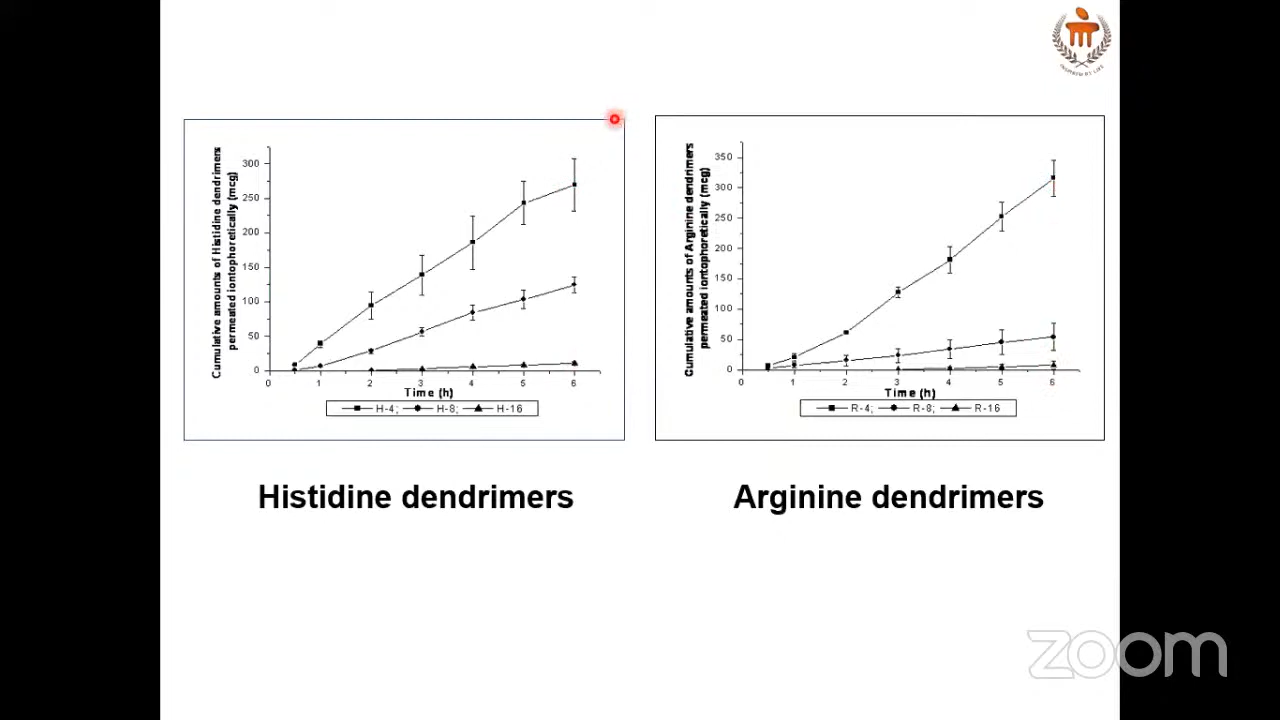 INSPIRED BY LIFE
Cumulative amounts of Histidine dendrimers
permeated iontophoretically (mcg)
300
250
200
150
100
50
0
0 1 2 3 4 5 6
Time (h)
H-4; H-8; H-16
Cumulative amounts of Arginine dendrimers
permeated iontophoretically (mcg)
350
300
250
200
150
100
50
0
0 1 2 3 4 5 6
Time (h)
R-4; R-8; R-16
Histidine dendrimers
Arginine dendrimers
zoom